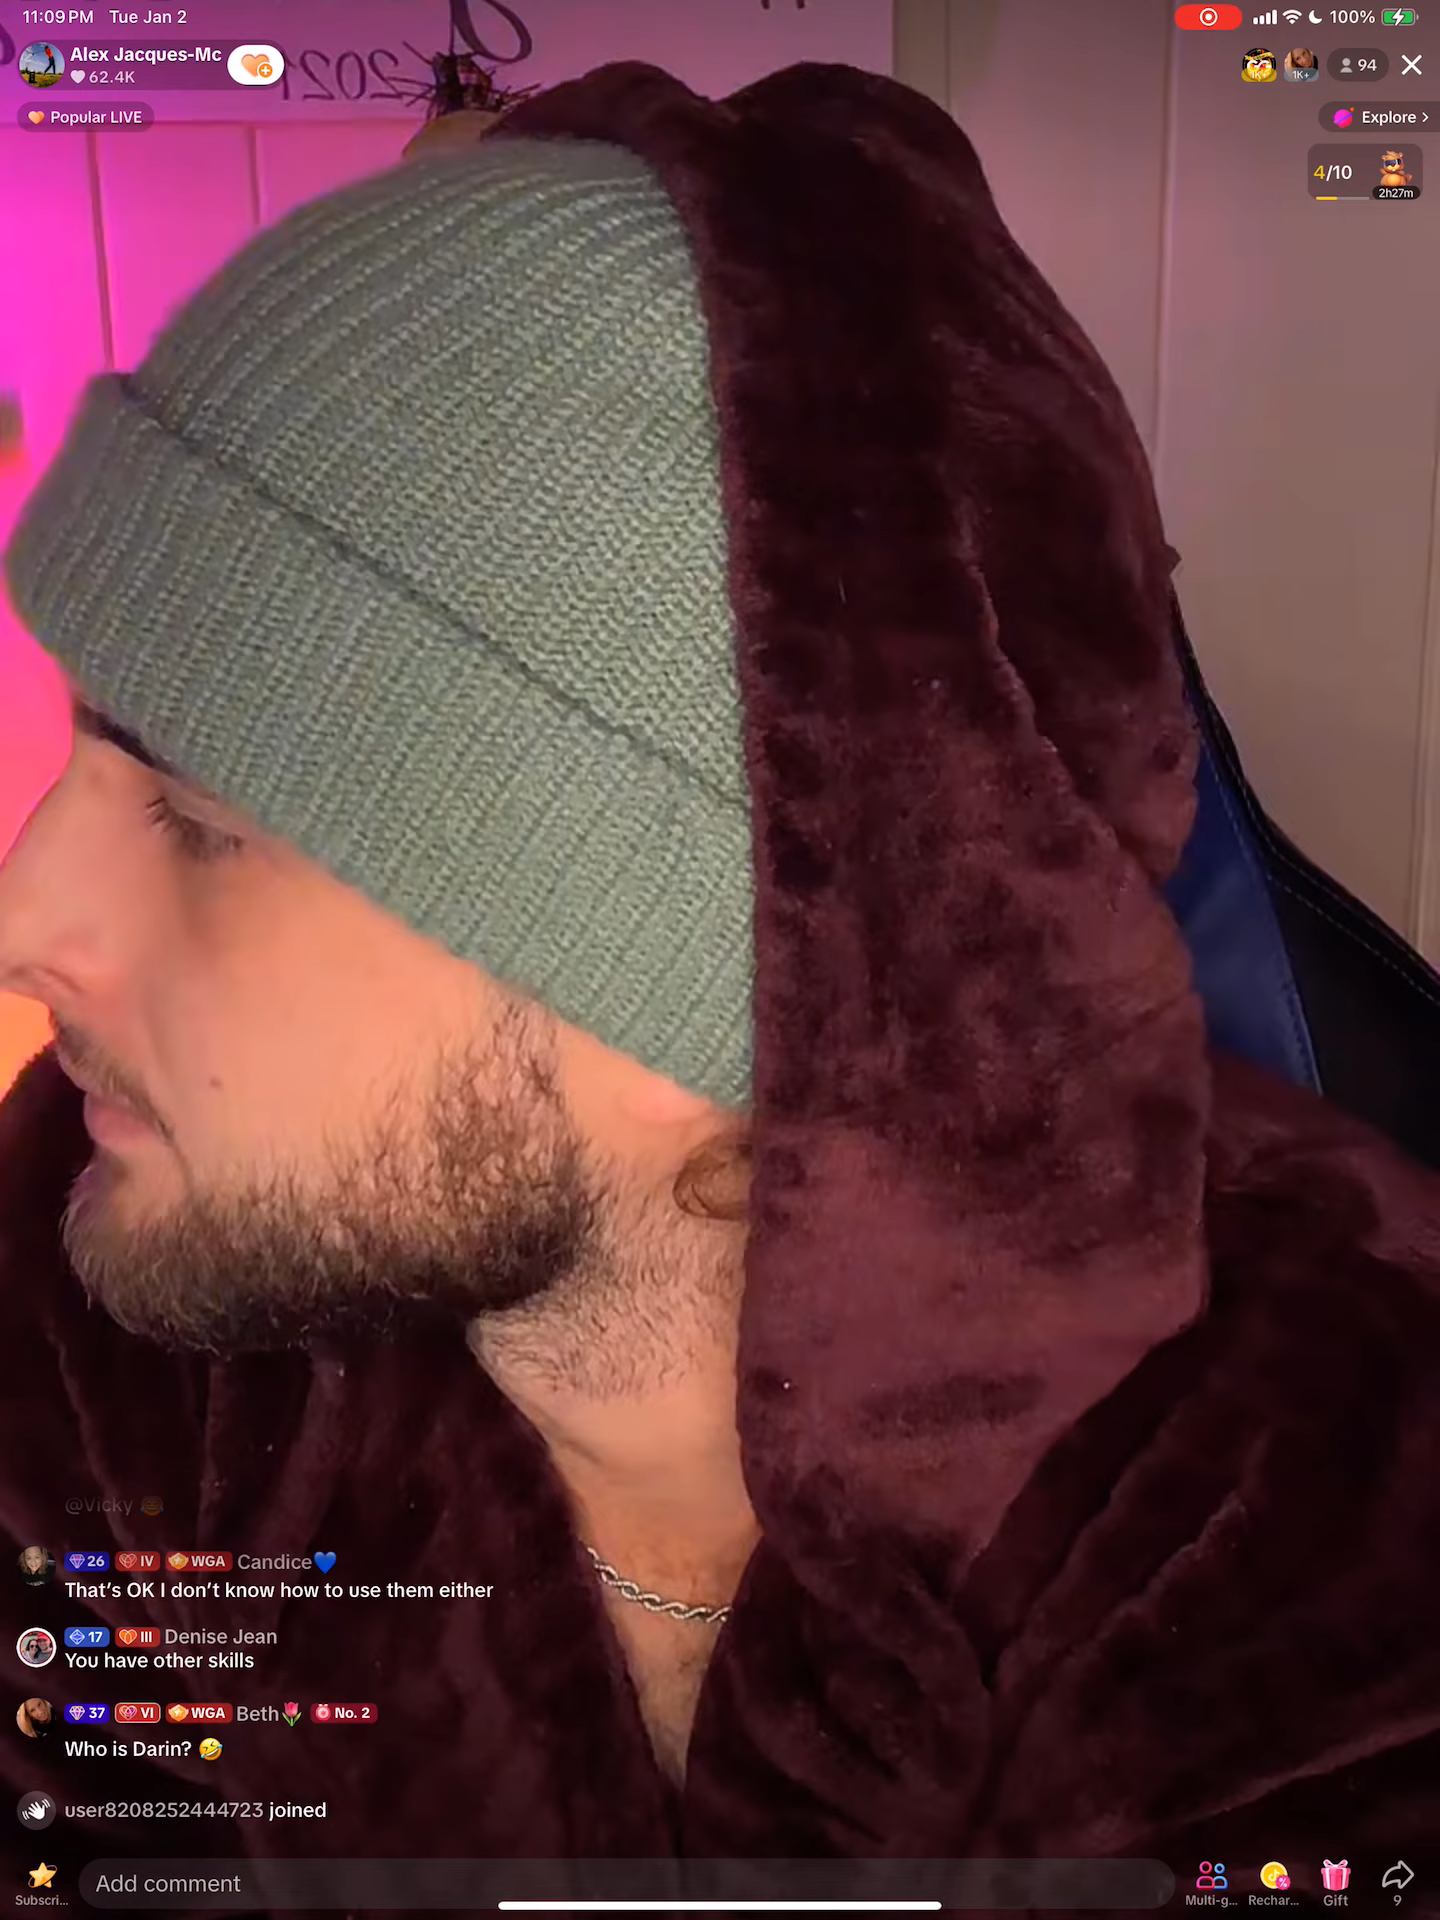 11:09 PM Tue Jan 2
100%
Alex Jacques-Mc
62.4K
1K+
94
Popular LIVE
Explore >
4/10
2h27m
2021
@Vicky 😂
26 IV WGA Candice💙
That's OK I don't know how to use them either
17 III Denise Jean
You have other skills
37 VI WGA Beth🌷 No. 2
Who is Darin? 🤣
user8208252444723 joined
Add comment
Subscri...
Multi-g...
Rechar...
Gift
9